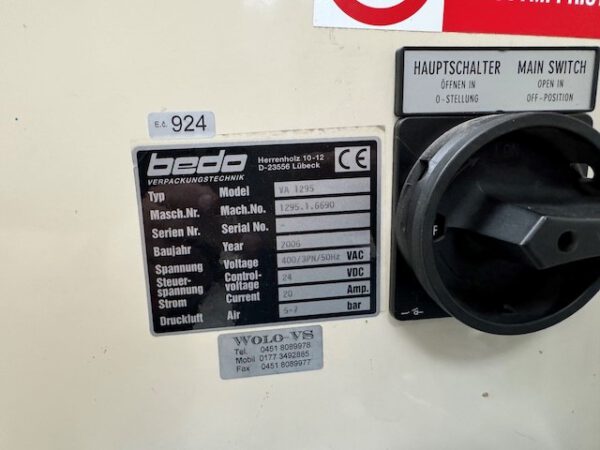 HAUPTSCHALTER
ÖFFNEN IN
O-STELLUNG
MAIN SWITCH
OPEN IN
OFF-POSITION
E.č. 924
bedo
VERPACKUNGSTECHNIK
Herrenholz 10-12
D-23556 Lübeck
CE
Typ Model VA 1295
Masch.Nr. Mach.No. 1295.1.6690
Serien Nr. Serial No. -
Baujahr Year 2006
Spannung Voltage 400/3PN/50Hz VAC
Steuer-spannung Control-voltage 24 VDC
Strom Current 20 Amp.
Druckluft Air 5-7 bar
WOLO-VS
Tel. 0451 8089978
Mobil 0177 3492885
Fax 0451 8089977